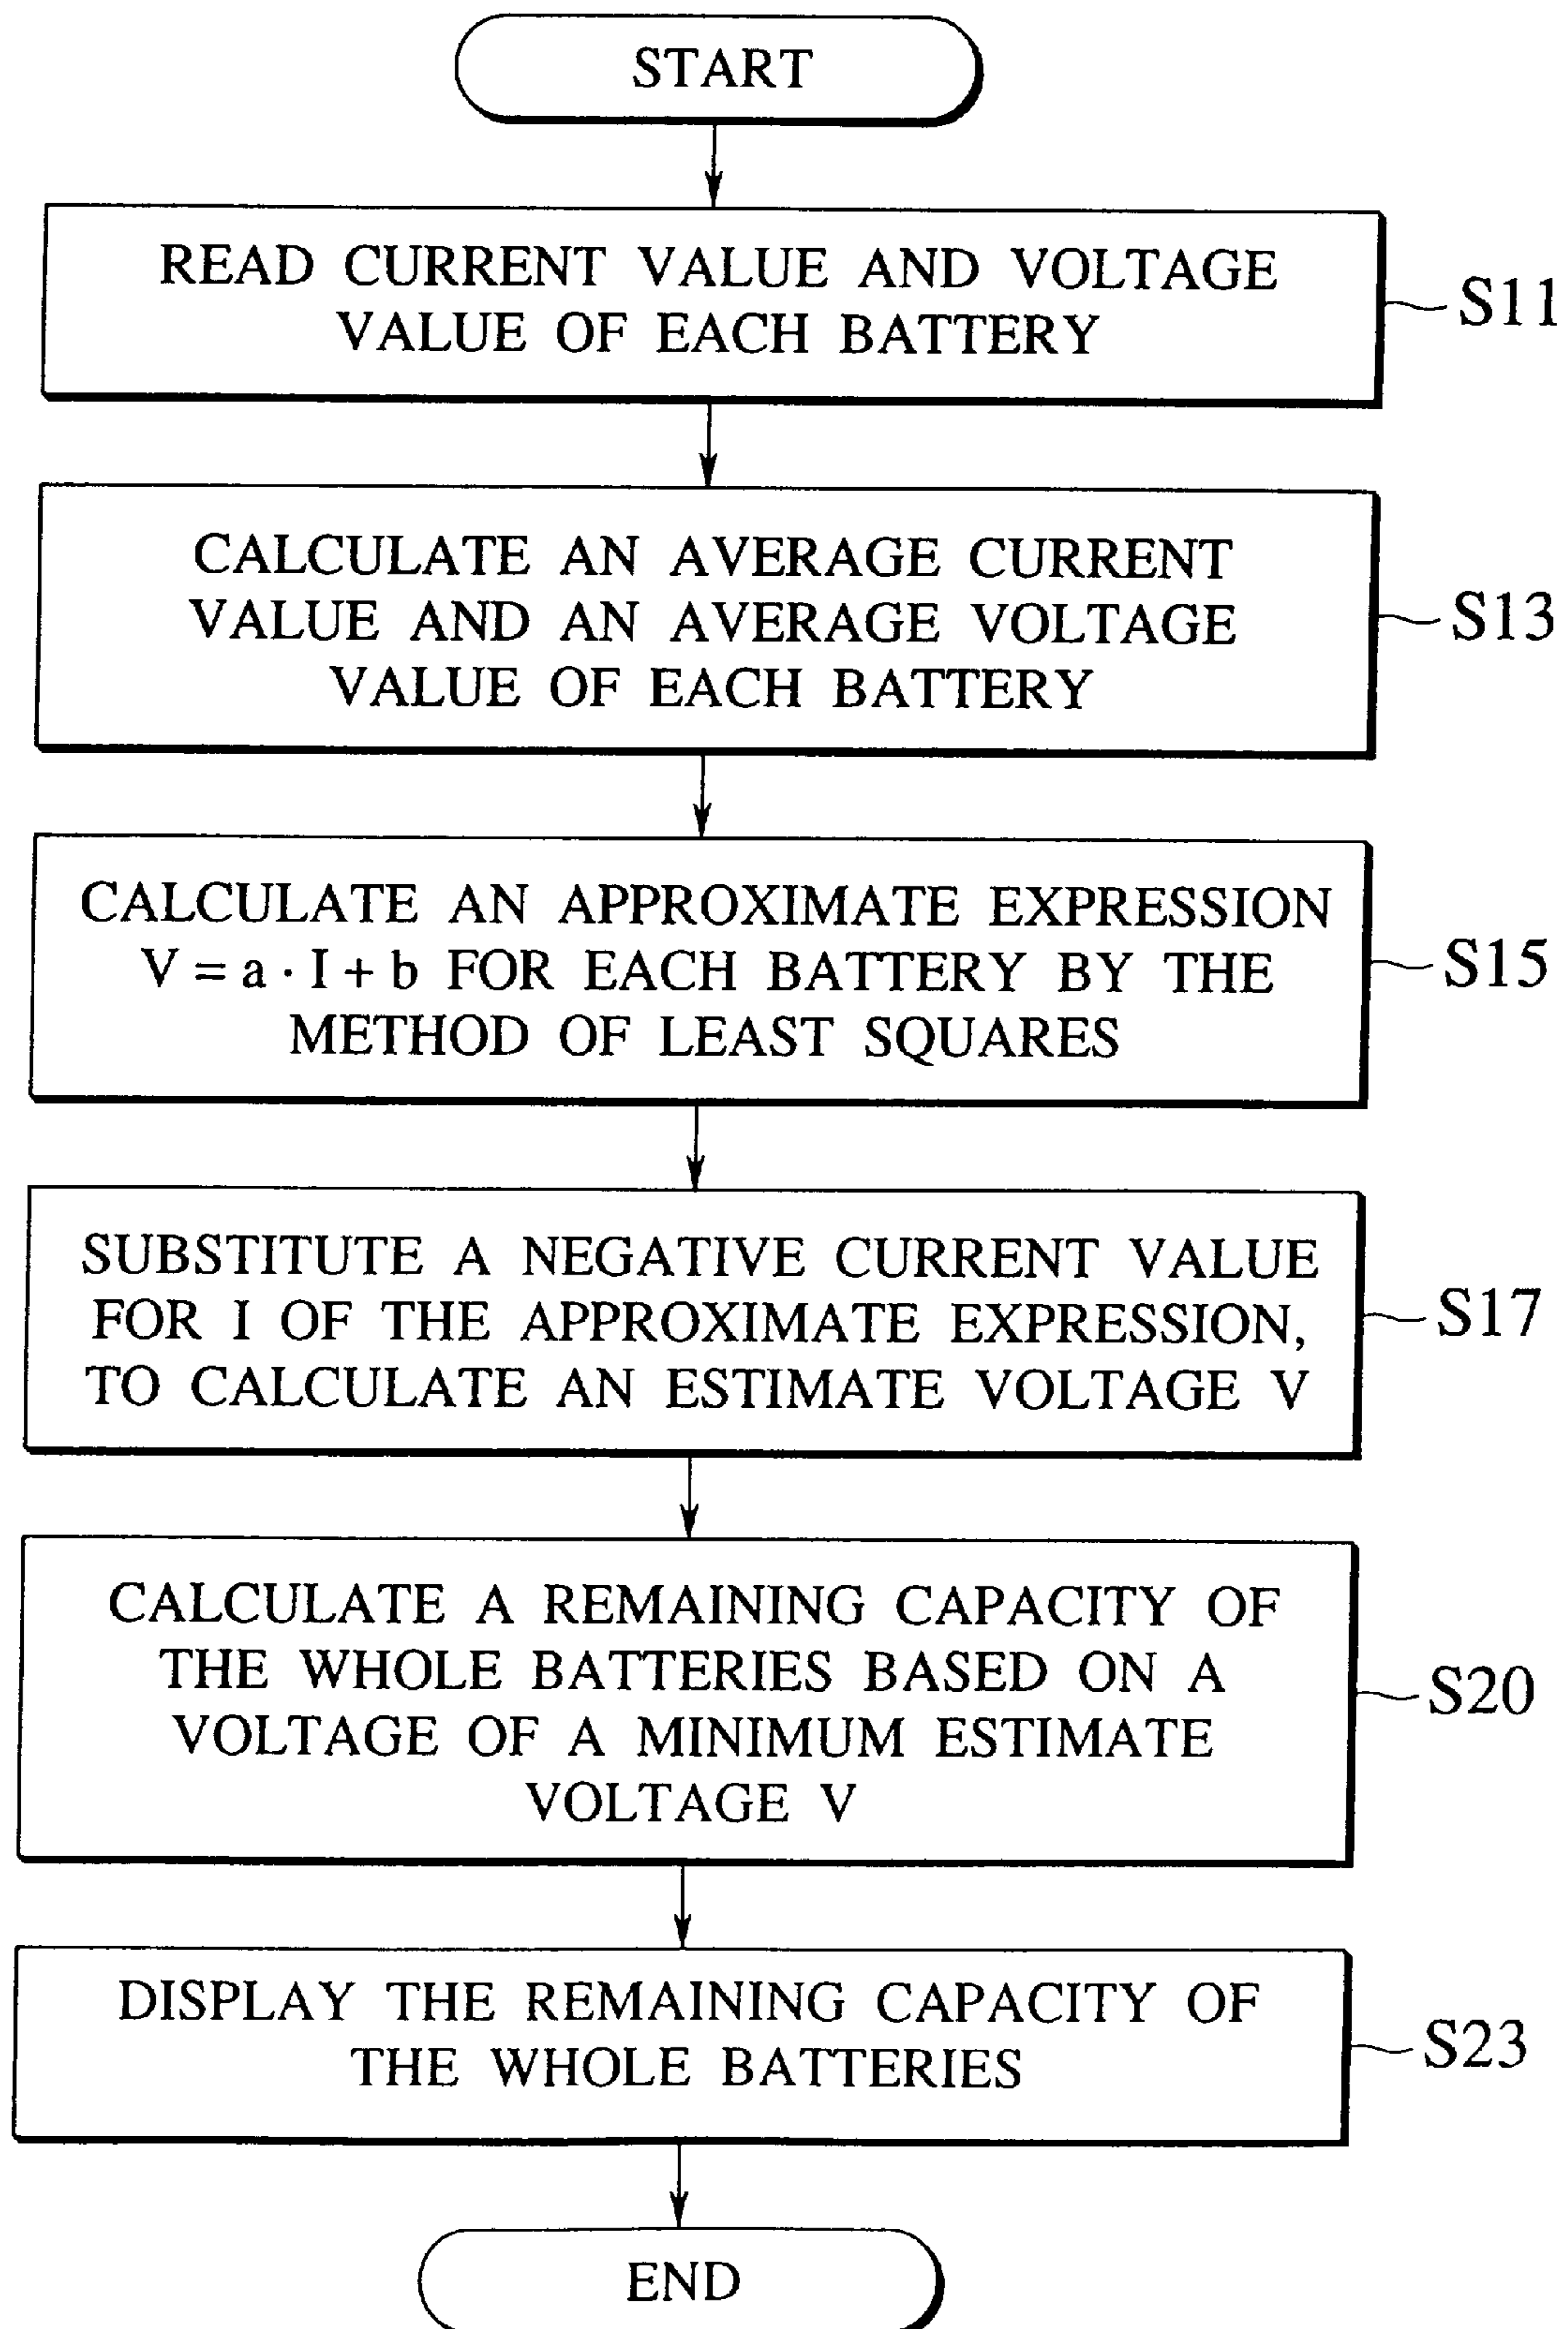 START
READ CURRENT VALUE AND VOLTAGE
VALUE OF EACH BATTERY
S11
CALCULATE AN AVERAGE CURRENT
VALUE AND AN AVERAGE VOLTAGE
VALUE OF EACH BATTERY
S13
CALCULATE AN APPROXIMATE EXPRESSION
V = a · I + b FOR EACH BATTERY BY THE
METHOD OF LEAST SQUARES
S15
SUBSTITUTE A NEGATIVE CURRENT VALUE
FOR I OF THE APPROXIMATE EXPRESSION,
TO CALCULATE AN ESTIMATE VOLTAGE V
S17
CALCULATE A REMAINING CAPACITY OF
THE WHOLE BATTERIES BASED ON A
VOLTAGE OF A MINIMUM ESTIMATE
VOLTAGE V
S20
DISPLAY THE REMAINING CAPACITY OF
THE WHOLE BATTERIES
S23
END